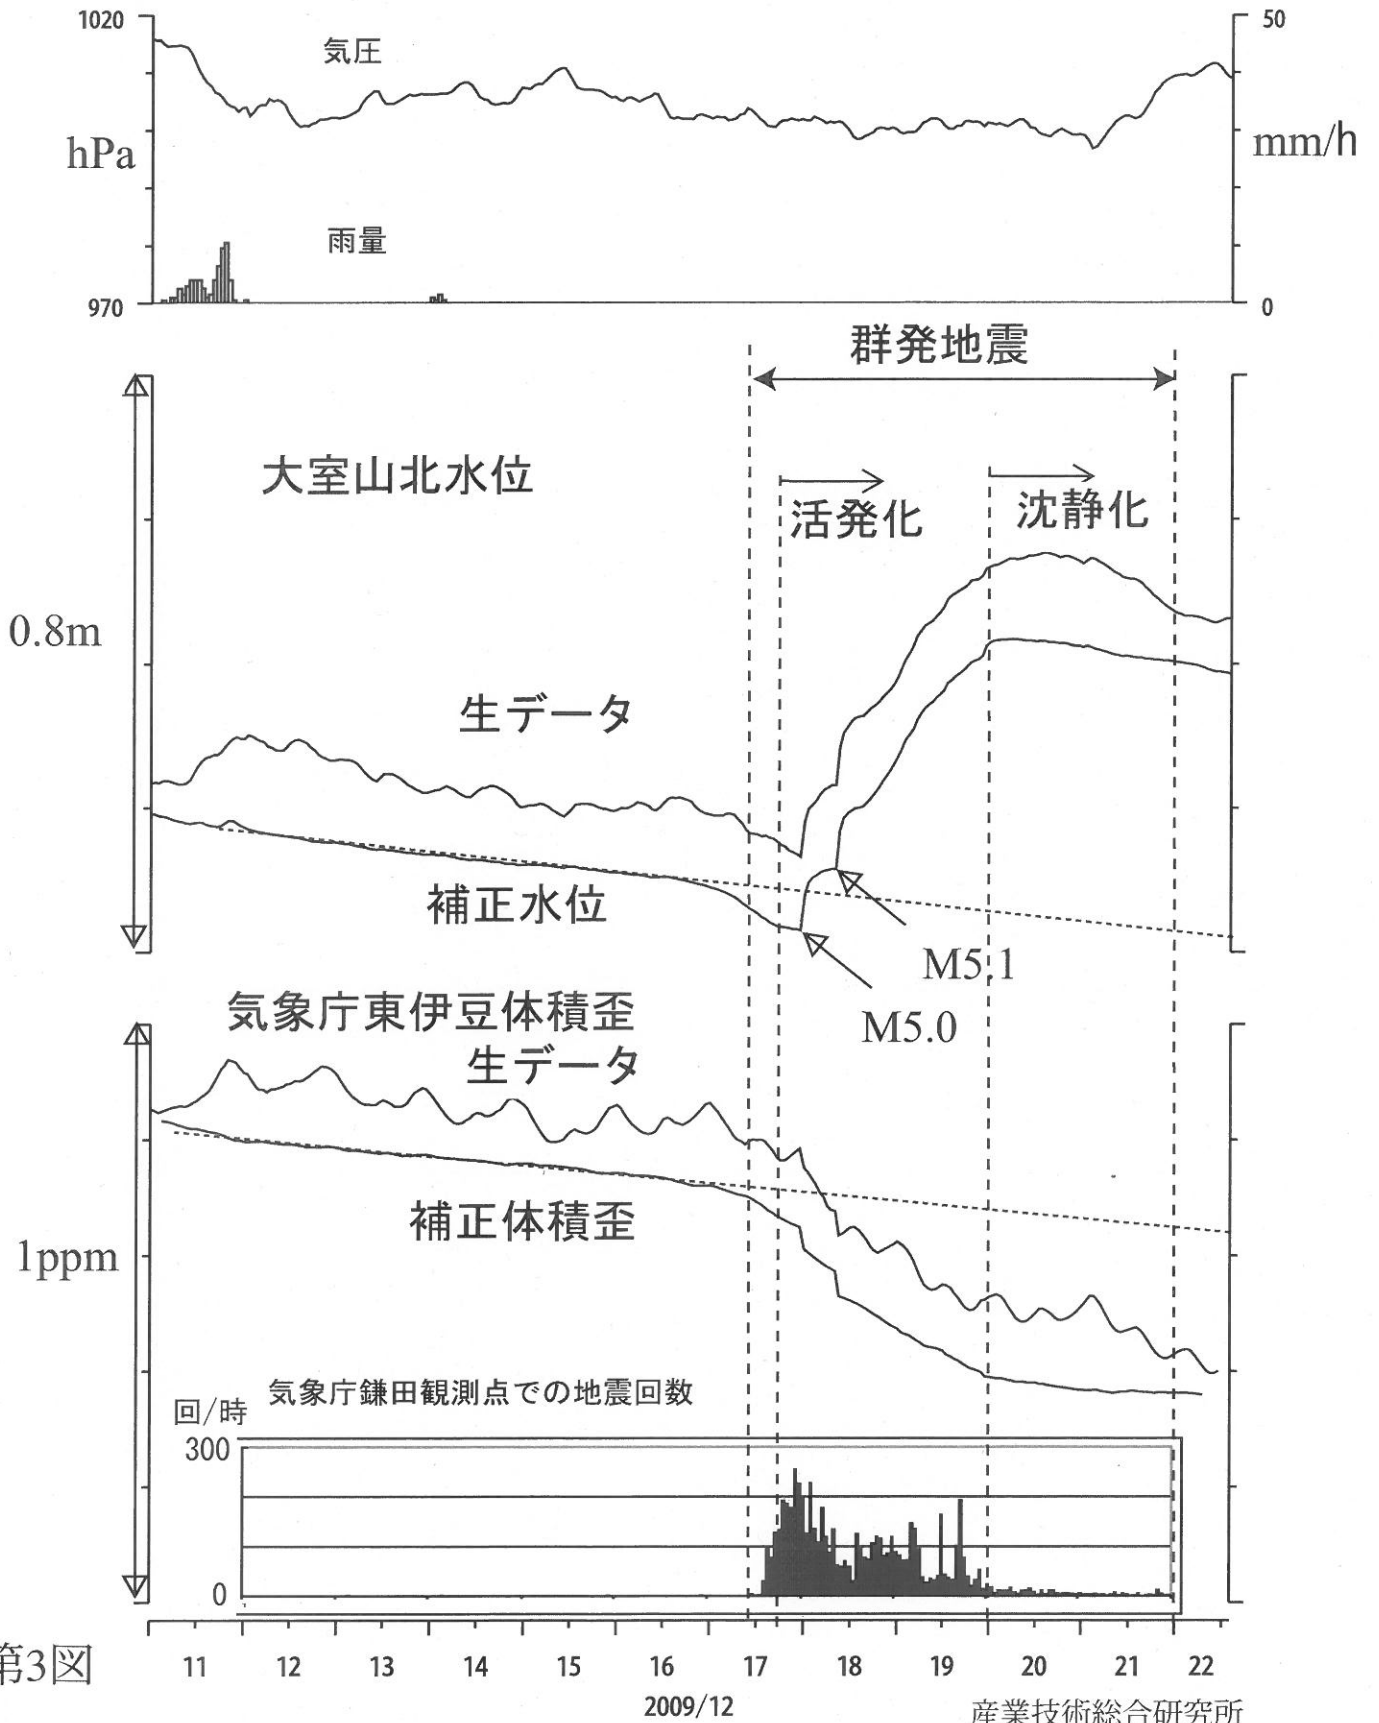 1020
50
気圧
hPa
mm/h
雨量
970
0
群発地震
大室山北水位
活発化
沈静化
0.8m
生データ
補正水位
M5.1
M5.0
気象庁東伊豆体積歪
生データ
補正体積歪
1ppm
気象庁鎌田観測点での地震回数
回/時
300
0
第3図
11 12 13 14 15 16 17 18 19 20 21 22
2009/12
産業技術総合研究所